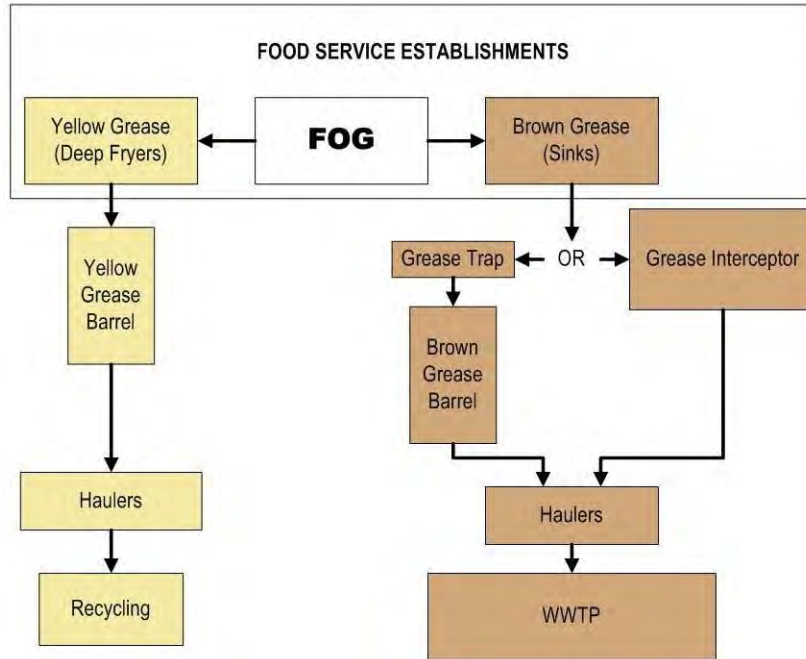 FOOD SERVICE ESTABLISHMENTS
Yellow Grease
(Deep Fryers)
FOG
Brown Grease
(Sinks)
Yellow
Grease
Barrel
Grease Trap
OR
Grease Interceptor
Brown
Grease
Barrel
Haulers
Haulers
Recycling
WWTP